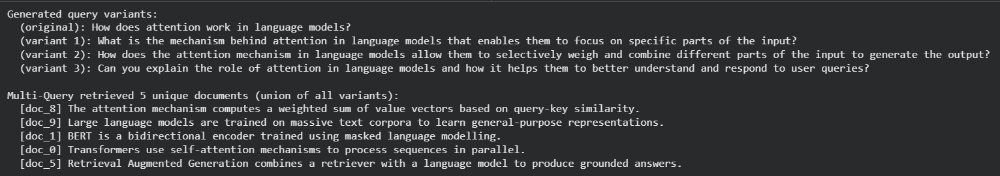 Generated query variants:
(original): How does attention work in language models?
(variant 1): What is the mechanism behind attention in language models that enables them to focus on specific parts of the input?
(variant 2): How does the attention mechanism in language models allow them to selectively weigh and combine different parts of the input to generate the output?
(variant 3): Can you explain the role of attention in language models and how it helps them to better understand and respond to user queries?
Multi-Query retrieved 5 unique documents (union of all variants):
[doc_8] The attention mechanism computes a weighted sum of value vectors based on query-key similarity.
[doc_9] Large language models are trained on massive text corpora to learn general-purpose representations.
[doc_1] BERT is a bidirectional encoder trained using masked language modelling.
[doc_0] Transformers use self-attention mechanisms to process sequences in parallel.
[doc_5] Retrieval Augmented Generation combines a retriever with a language model to produce grounded answers.